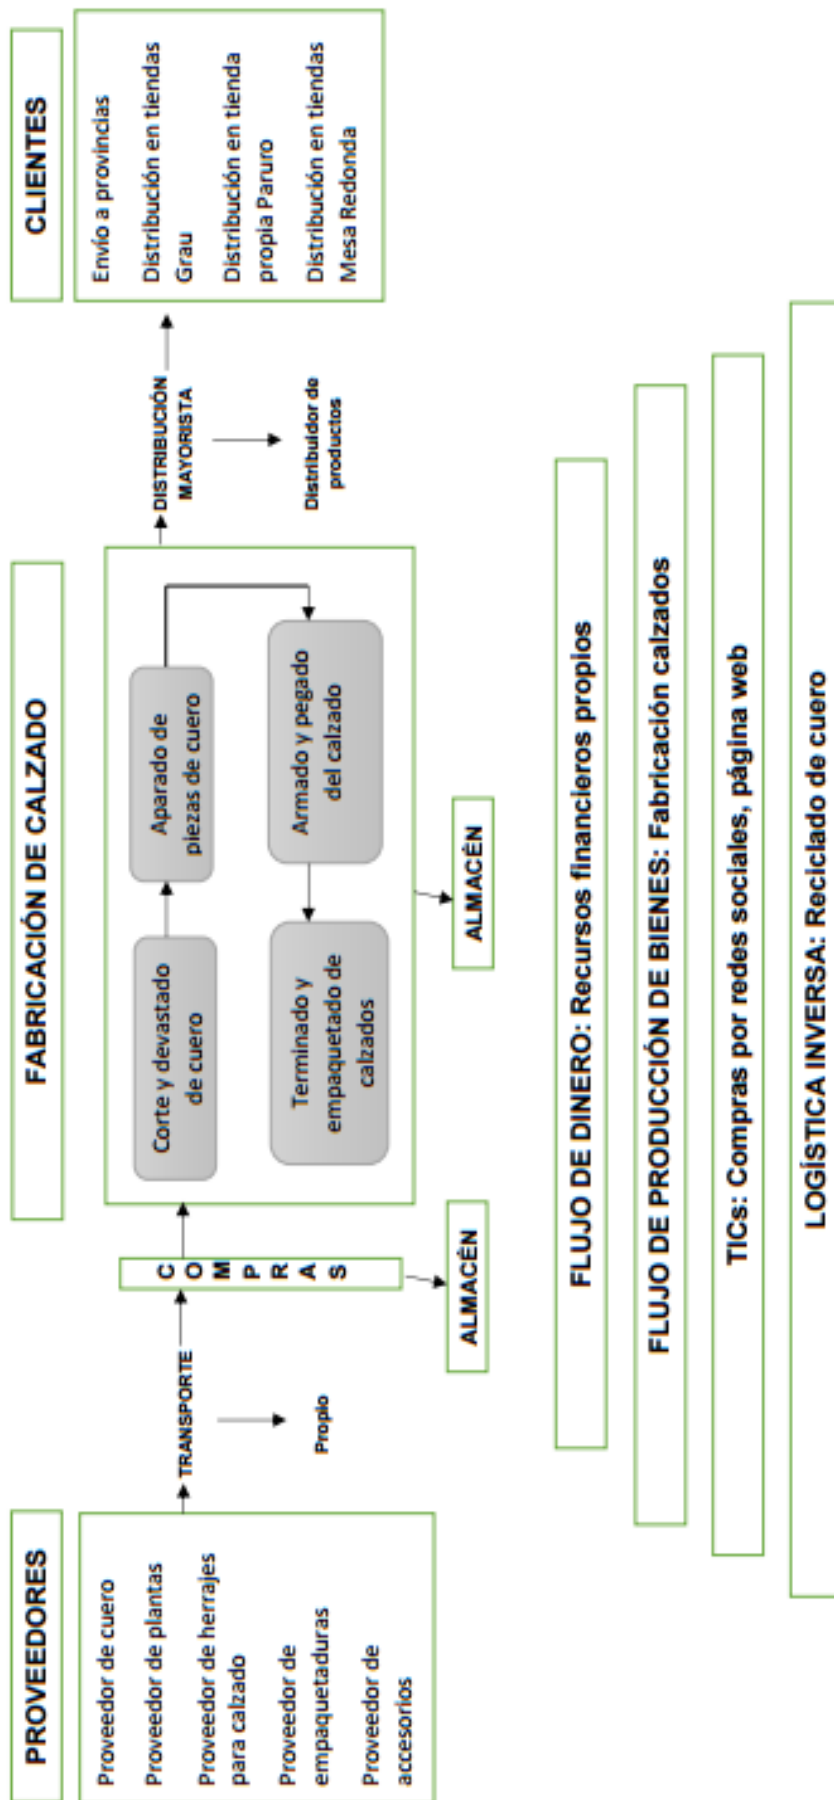 PROVEEDORES
Proveedor de cuero
Proveedor de plantas
Proveedor de herrajes
para calzado
Proveedor de
empaquetaduras
Proveedor de
accesorios
TRANSPORTE
Propio
COMPRAS
ALMACÉN
FABRICACIÓN DE CALZADO
Corte y devastado
de cuero
Aparado de
piezas de cuero
Armado y pegado
del calzado
Terminado y
empaquetado de
calzados
ALMACÉN
DISTRIBUCIÓN
MAYORISTA
Distribuidor de
productos
CLIENTES
Envío a provincias
Distribución en tiendas
Grau
Distribución en tienda
propia Paruro
Distribución en tiendas
Mesa Redonda
FLUJO DE DINERO: Recursos financieros propios
FLUJO DE PRODUCCIÓN DE BIENES: Fabricación calzados
TICs: Compras por redes sociales, página web
LOGÍSTICA INVERSA: Reciclado de cuero